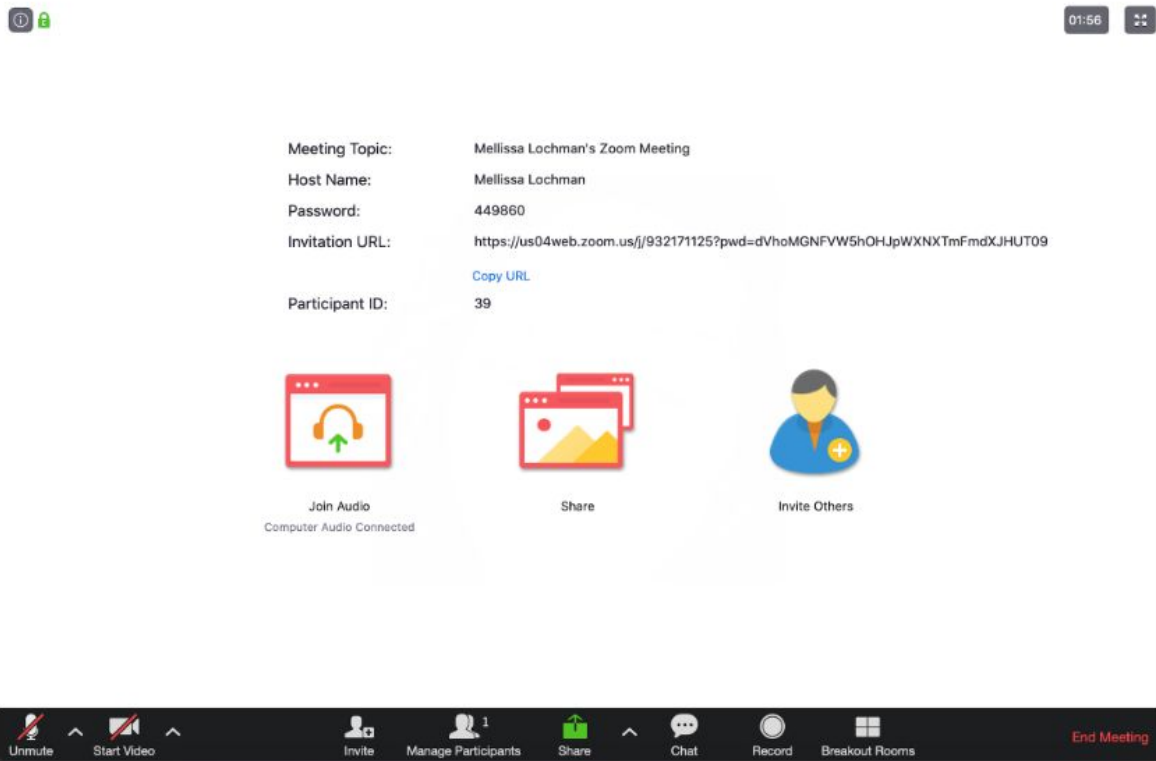 01:56
Meeting Topic: Mellissa Lochman's Zoom Meeting
Host Name: Mellissa Lochman
Password: 449860
Invitation URL: https://us04web.zoom.us/j/932171125?pwd=dVhoMGNFVW5hOHJpWXNXTmFmdXJHUT09
Copy URL
Participant ID: 39
Join Audio Share Invite Others
Computer Audio Connected
1
Unmute Start Video Invite Manage Participants Share Chat Record Breakout Rooms End Meeting